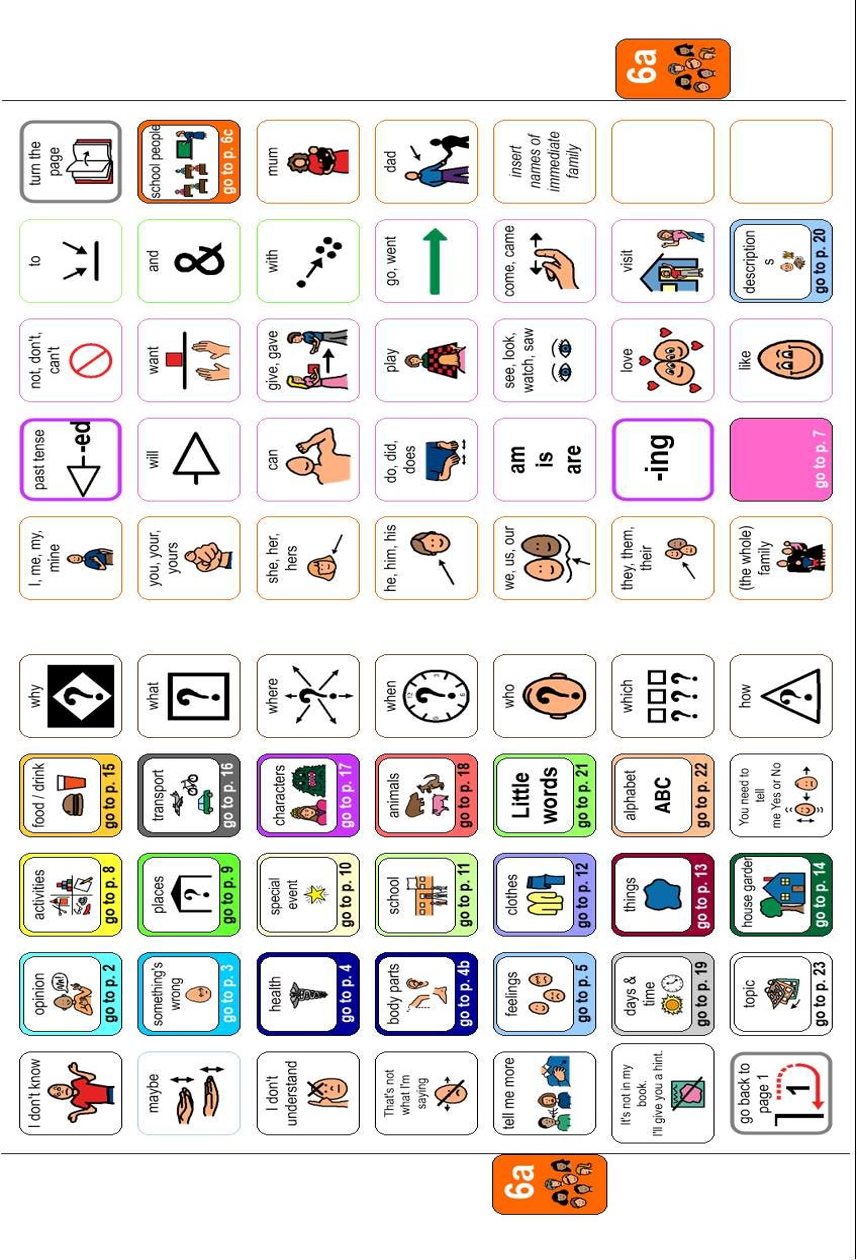 I don't know
opinion
go to p. 2
activities
go to p. 8
food / drink
go to p. 15
why
I, me, my,
mine
past tense
-ed
not, don't,
can't
to
turn the
page
maybe
something's
wrong
go to p. 3
places
?
go to p. 9
transport
go to p. 16
what
?
you, your,
yours
will
want
and
&
school people
go to p. 6c
I don't
understand
health
go to p. 4
special
event
go to p. 10
characters
go to p. 17
where
?
she, her,
hers
can
give, gave
with
mum
That's not
what I'm
saying
body parts
go to p. 4b
school
go to p. 11
animals
go to p. 18
when
?
he, him, his
do, did,
does
play
go, went
dad
6a
tell me more
feelings
go to p. 5
clothes
go to p. 12
Little
words
go to p. 21
who
?
we, us, our
am
is
are
see, look,
watch, saw
come, came
insert
names of
immediate
family
It's not in my
book.
I'll give you a hint.
days &
time
go to p. 19
things
go to p. 13
alphabet
ABC
go to p. 22
which
? ? ?
they, them,
their
-ing
love
visit
6a
go back to
page 1
1
topic
go to p. 23
house garden
go to p. 14
You need to
tell
me Yes or No
how
?
(the whole)
family
go to p. 7
like
description
s
go to p. 20